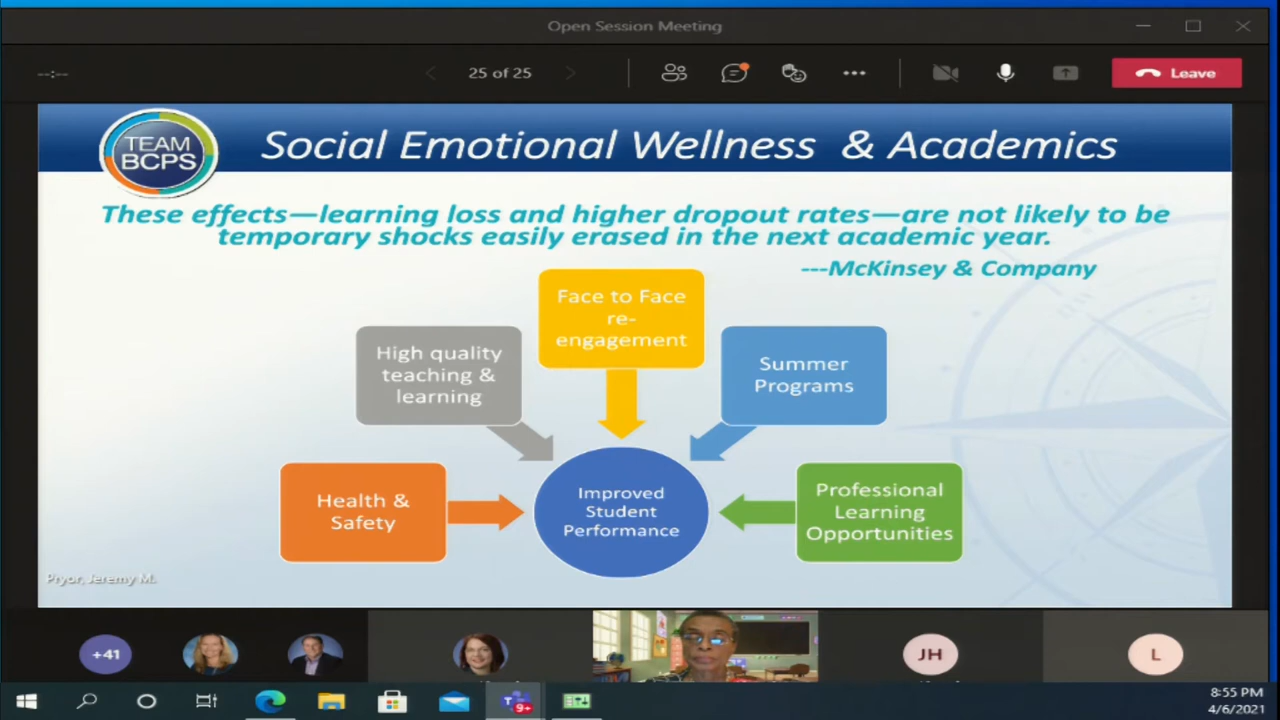 Open Session Meeting
--:--
25 of 25
Leave
TEAM
BCPS
Social Emotional Wellness & Academics
These effects—learning loss and higher dropout rates—are not likely to be
temporary shocks easily erased in the next academic year.
---McKinsey & Company
Face to Face
re-
engagement
High quality
teaching &
learning
Summer
Programs
Health &
Safety
Improved
Student
Performance
Professional
Learning
Opportunities
Pryor, Jeremy M.
+41
JH
L
9+
8:55 PM
4/6/2021